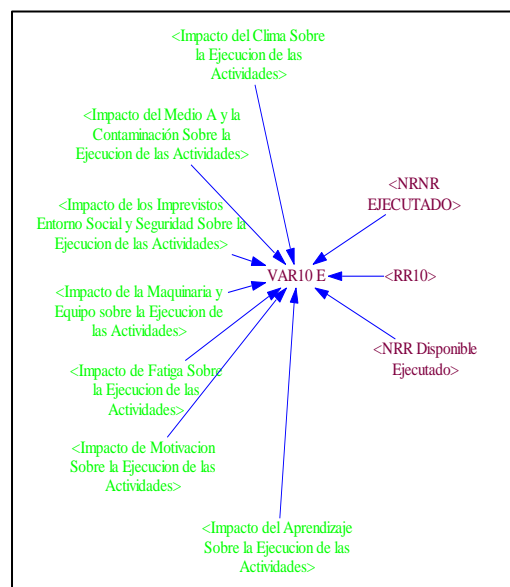 <Impacto del Clima Sobre
la Ejecucion de las
Actividades>
<Impacto del Medio A y la
Contaminación Sobre la
Ejecucion de las Actividades>
<Impacto de los Imprevistos
Entorno Social y Seguridad Sobre la
Ejecucion de las Actividades>
<Impacto de la Maquinaria y
Equipo sobre la Ejecucion de
las Actividades>
<Impacto de Fatiga Sobre
la Ejecucion de las
Actividades>
<Impacto de Motivacion
Sobre la Ejecucion de las
Actividades>
<Impacto del Aprendizaje
Sobre la Ejecucion de las
Actividades>
VAR10 E
<NRNR
EJECUTADO>
<RR10>
<NRR Disponible
Ejecutado>